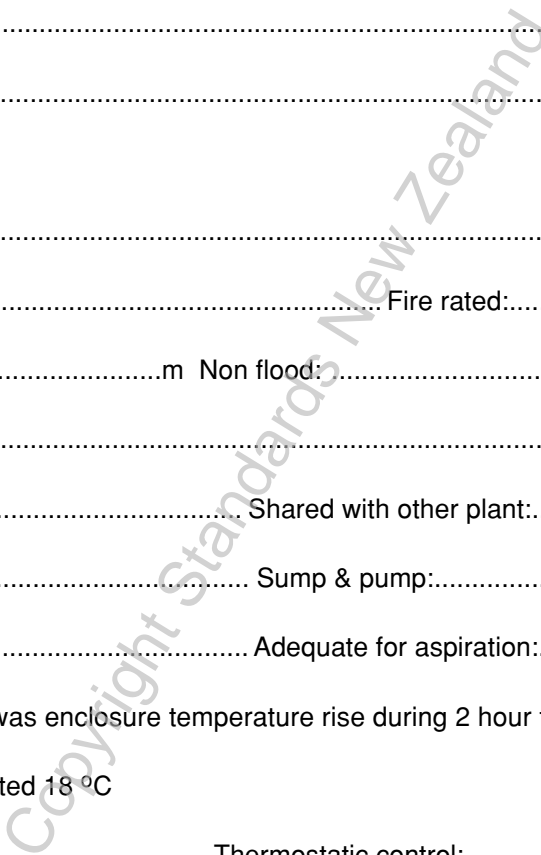 ..........................................................................
..........................................................................
..........................................................................
.................................................... Fire rated:....
......................m Non flood:.............................
..........................................................................
................................. Shared with other plant:..
.................................. Sump & pump:...............
.................................. Adequate for aspiration:.
was enclosure temperature rise during 2 hour
18 ºC
Thermostatic control:
Copyright Standards New Zealand